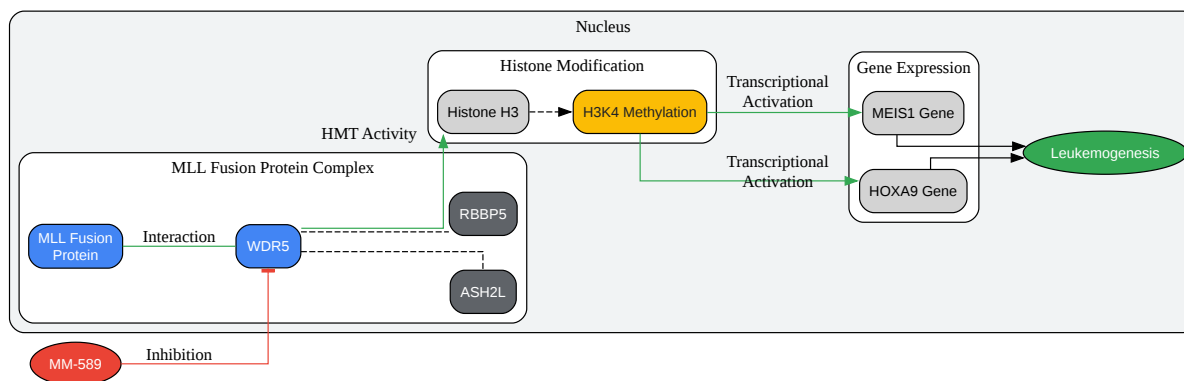 Nucleus
Histone Modification
Histone H3
H3K4 Methylation
Transcriptional
Activation
Transcriptional
Activation
Gene Expression
MEIS1 Gene
HOXA9 Gene
Leukemogenesis
HMT Activity
MLL Fusion Protein Complex
MLL Fusion
Protein
Interaction
WDR5
RBBP5
ASH2L
MM-589
Inhibition